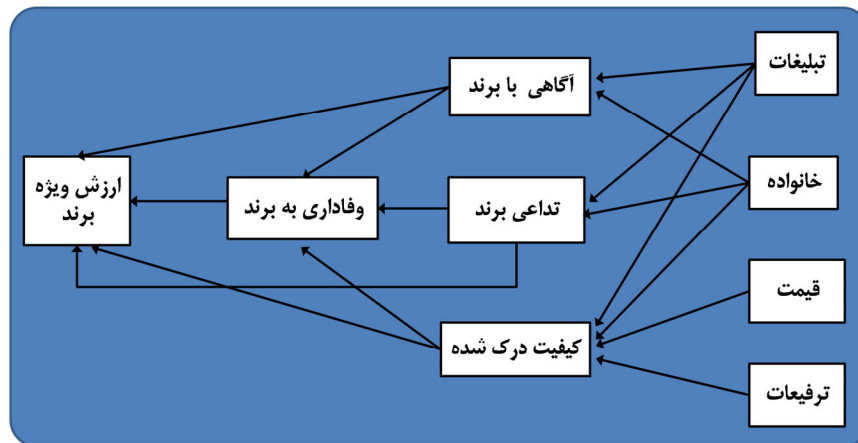 تبلیغات
آگاهی با برند
خانواده
ارزش ویژه
برند
وفاداری به برند
تداعی برند
قیمت
کیفیت درک شده
ترفیعات